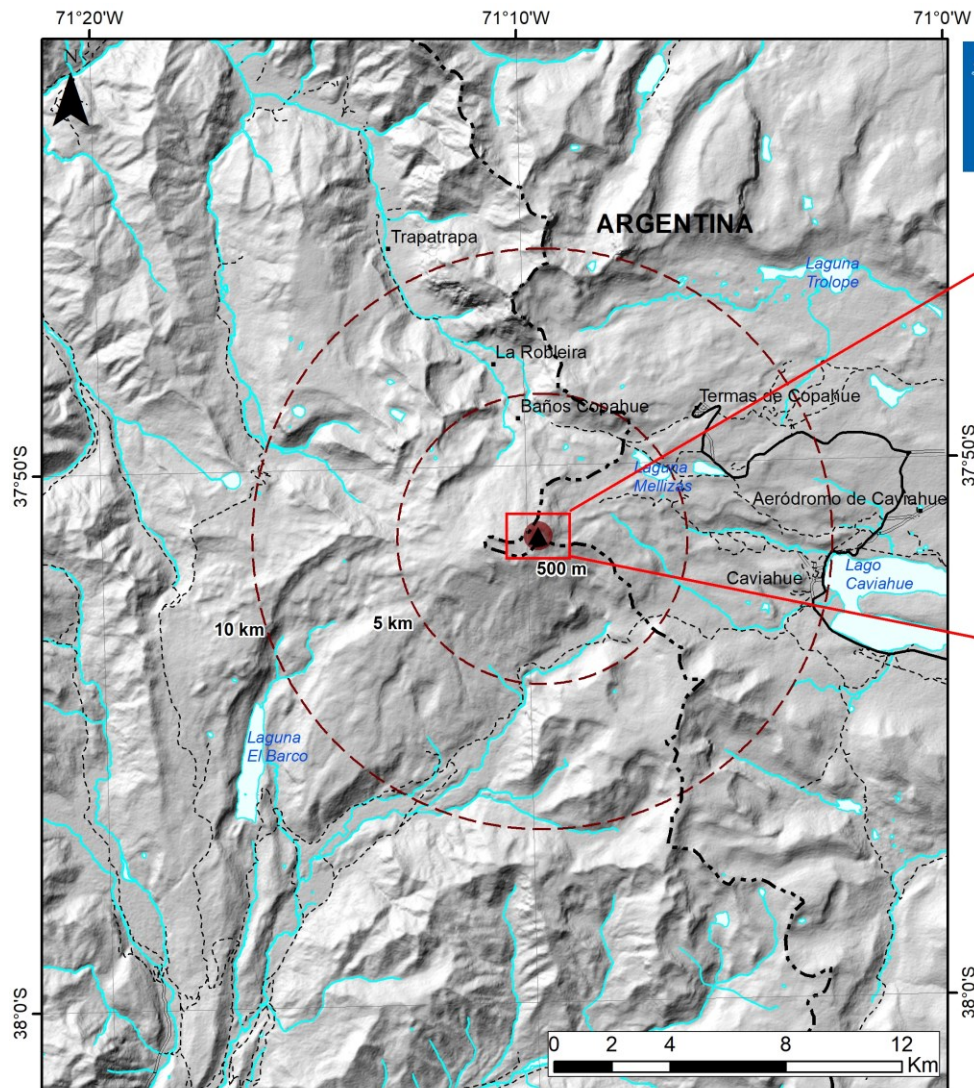 71°20'W
71°10'W
71°0'W
N
ARGENTINA
Trapatrapa
Laguna
Trolope
La Robleira
Termas de Copahue
Baños Copahue
37°50'S
37°50'S
Laguna
Mellizas
Aeródromo de Caviahue
500 m
Caviahue
Lago
Caviahue
10 km
5 km
Laguna
El Barco
38°0'S
38°0'S
0 2 4 8 12
Km